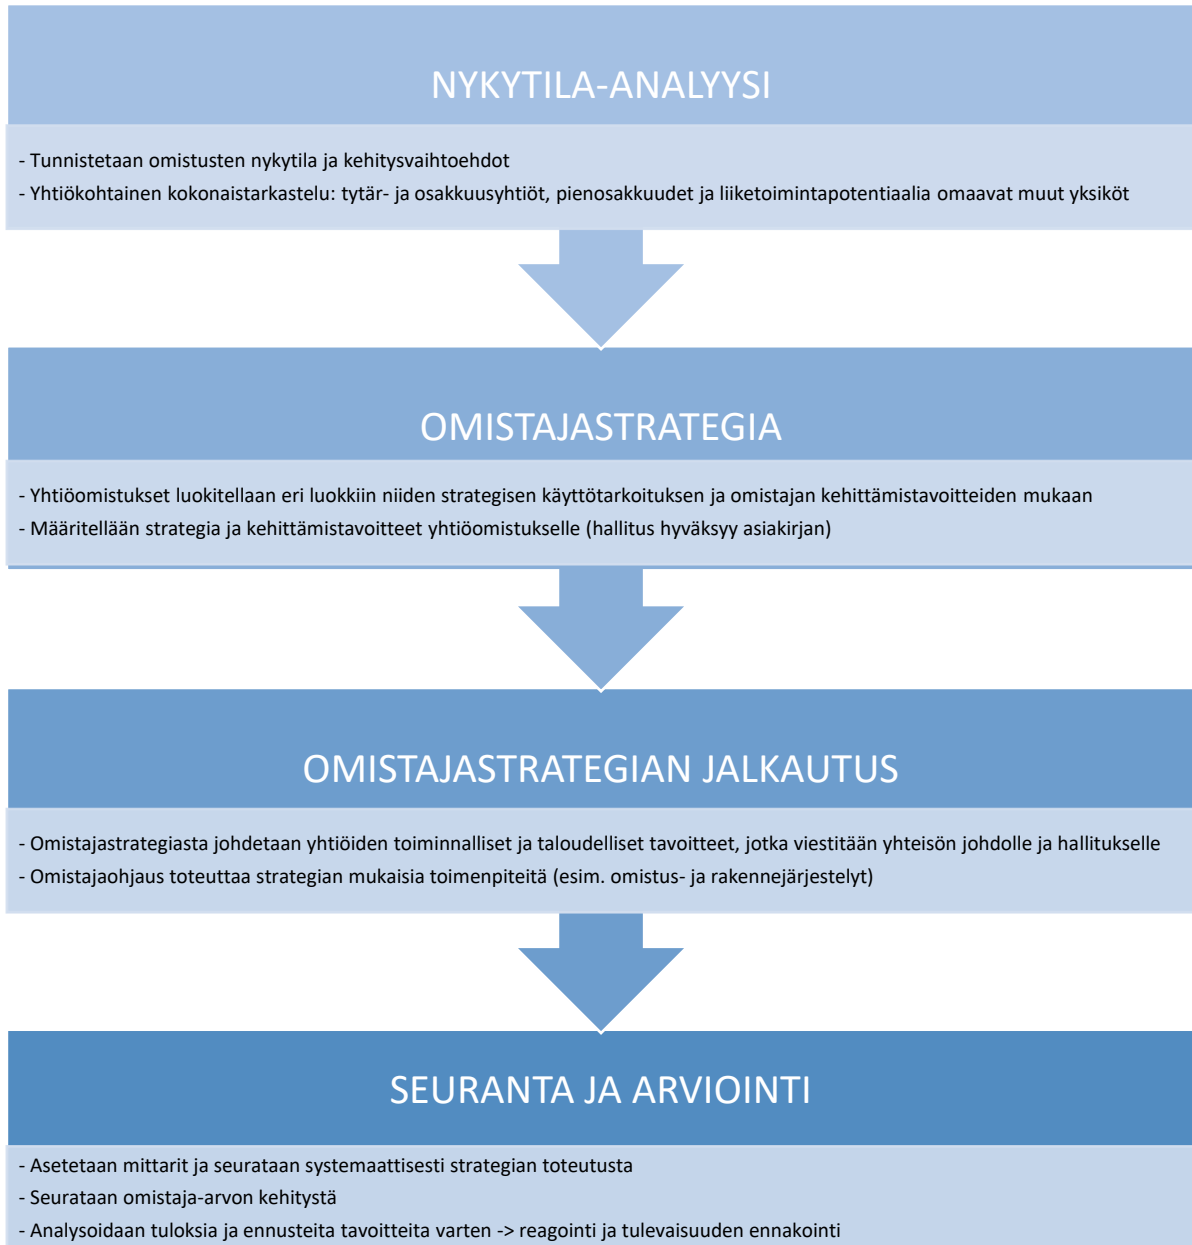 NYKYTILA-ANALYYSI
- Tunnistetaan omistusten nykytila ja kehitysvaihtoehdot
- Yhtiökohtainen kokonaistarkastelu: tytär- ja osakkuusyhtiöt, pienosakkuudet ja liiketoimintapotentiaalia omaavat muut yksiköt
OMISTAJASTRATEGIA
- Yhtiöomistukset luokitellaan eri luokkiin niiden strategisen käyttötarkoituksen ja omistajan kehittämistavoitteiden mukaan
- Määritellään strategia ja kehittämistavoitteet yhtiöomistukselle (hallitus hyväksyy asiakirjan)
OMISTAJASTRATEGIAN JALKAUTUS
- Omistajastrategiasta johdetaan yhtiöiden toiminnalliset ja taloudelliset tavoitteet, jotka viestitään yhteisön johdolle ja hallitukselle
- Omistajaohjaus toteuttaa strategian mukaisia toimenpiteitä (esim. omistus- ja rakennejärjestelyt)
SEURANTA JA ARVIOINTI
- Asetetaan mittarit ja seurataan systemaattisesti strategian toteutusta
- Seurataan omistaja-arvon kehitystä
- Analysoidaan tuloksia ja ennusteita tavoitteita varten -> reagointi ja tulevaisuuden ennakointi